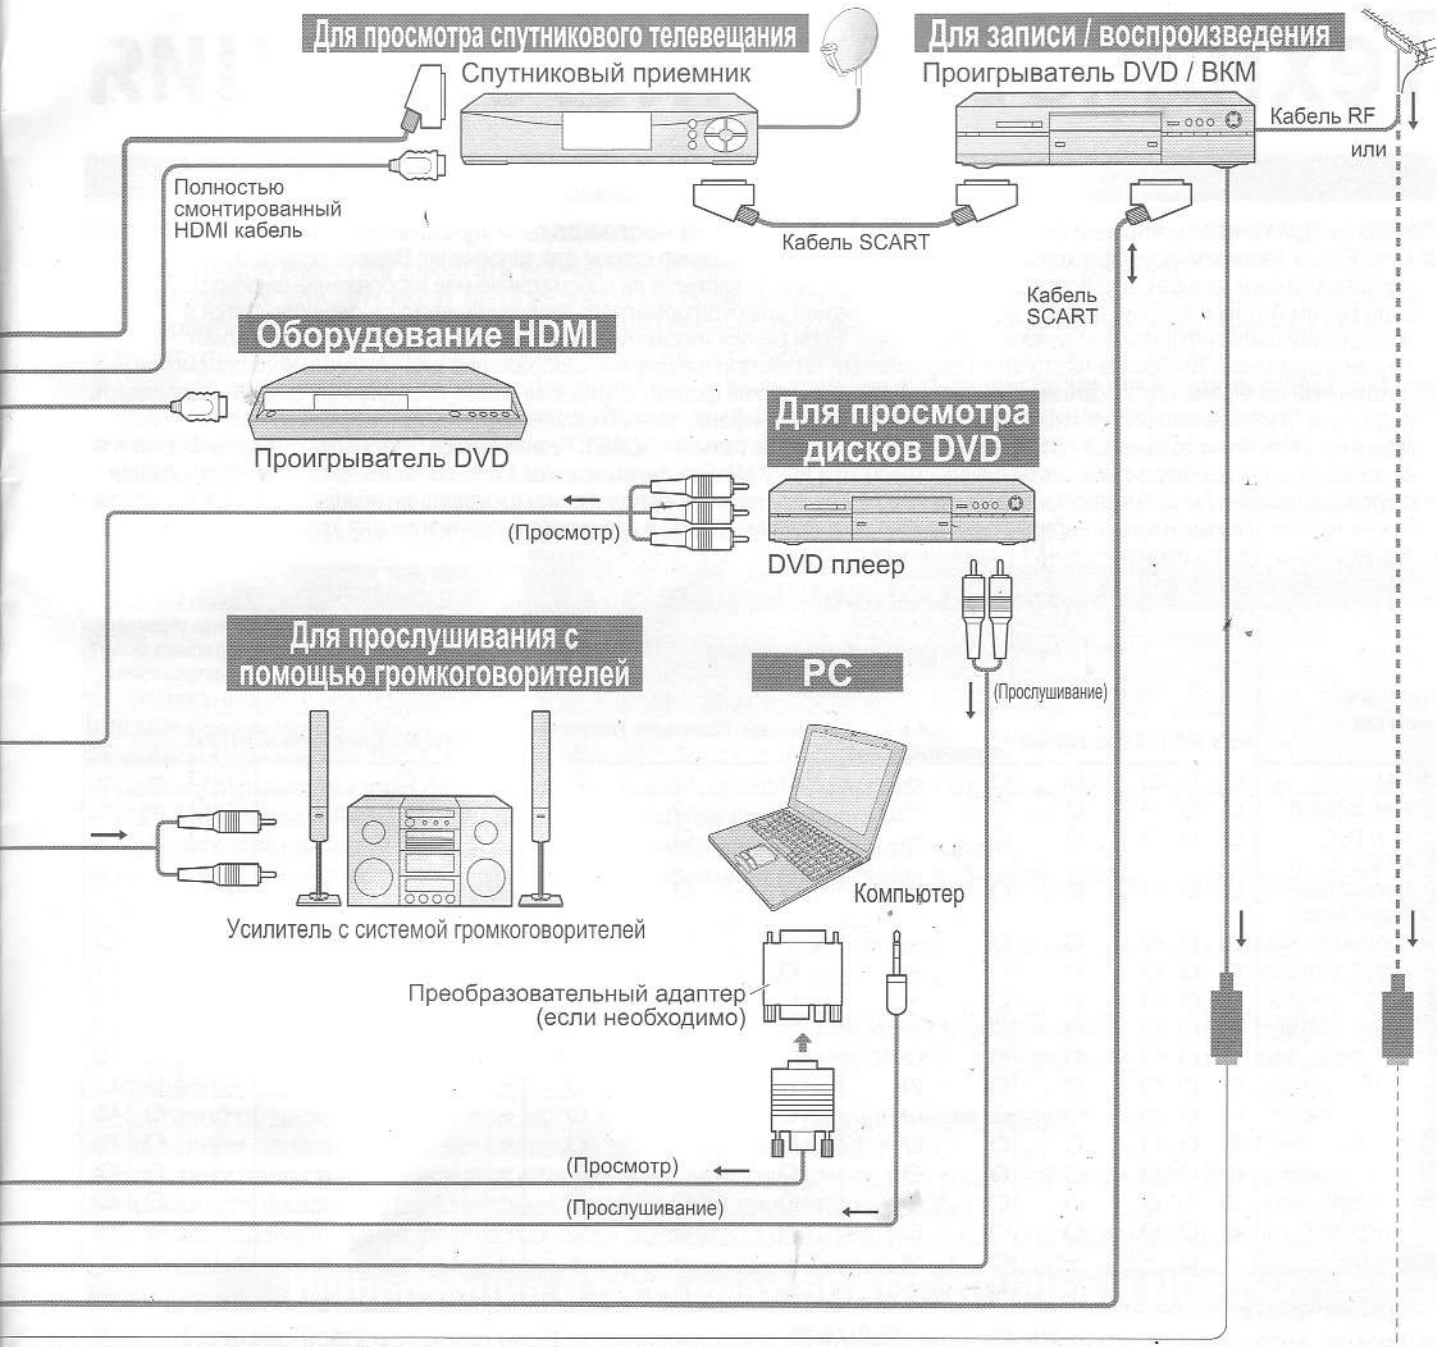 Для просмотра спутникового телевещания
Спутниковый приемник
Для записи / воспроизведения
Проигрыватель DVD / ВКМ
Кабель RF
или
Полностью
смонтированный
HDMI кабель
Кабель SCART
Кабель
SCART
Оборудование HDMI
Проигрыватель DVD
Для просмотра
дисков DVD
(Просмотр)
DVD плеер
(Прослушивание)
Для прослушивания с
помощью громкоговорителей
Усилитель с системой громкоговорителей
PC
Компьютер
Преобразовательный адаптер
(если необходимо)
(Просмотр)
(Прослушивание)